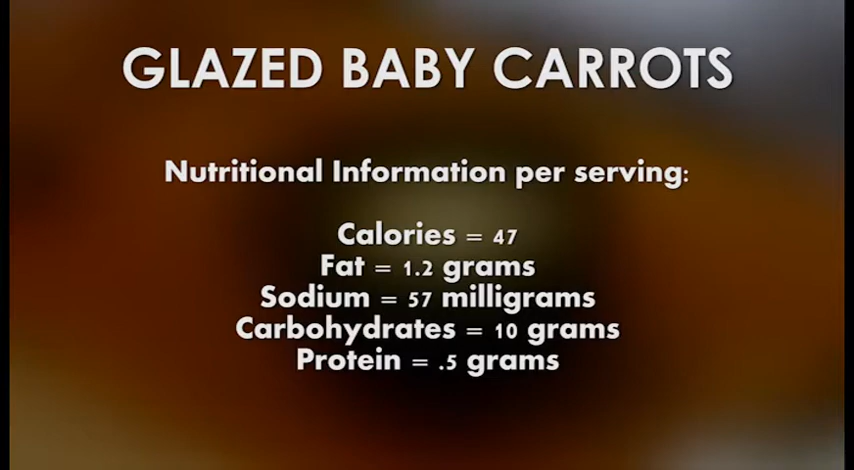 GLAZED BABY CARROTS
Nutritional Information per serving:
Calories = 47
Fat = 1.2 grams
Sodium = 57 milligrams
Carbohydrates = 10 grams
Protein = .5 grams